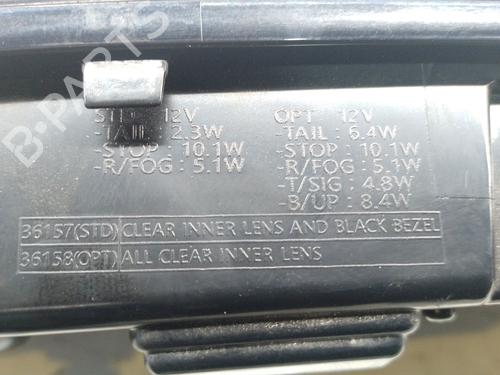 STD 12V
-TAIL : 2.3W
-STOP : 10.1W
-R/FOG : 5.1W
OPT 12V
-TAIL : 6.4W
-STOP : 10.1W
-R/FOG : 5.1W
-T/SIG : 4.8W
-B/UP : 8.4W
36157(STD) CLEAR INNER LENS AND BLACK BEZEL
36158(OPT) ALL CLEAR INNER LENS
B-PARTS